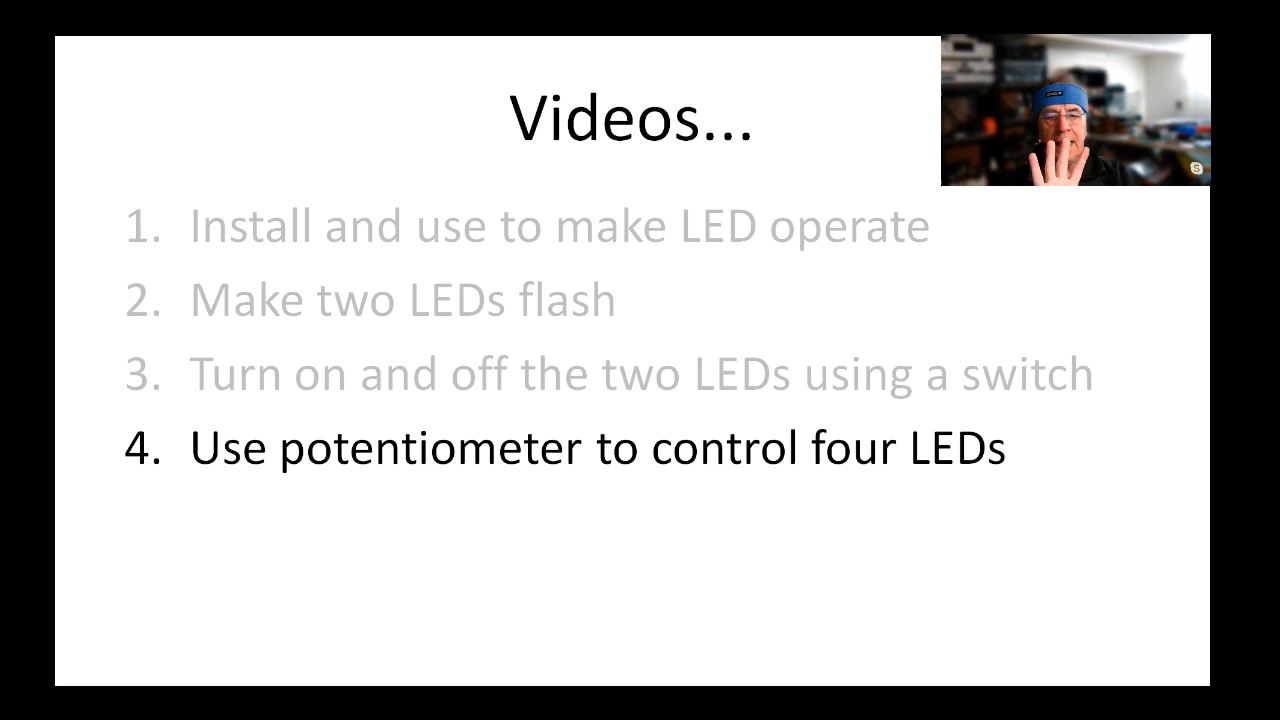 Videos...
1. Install and use to make LED operate
2. Make two LEDs flash
3. Turn on and off the two LEDs using a switch
4. Use potentiometer to control four LEDs